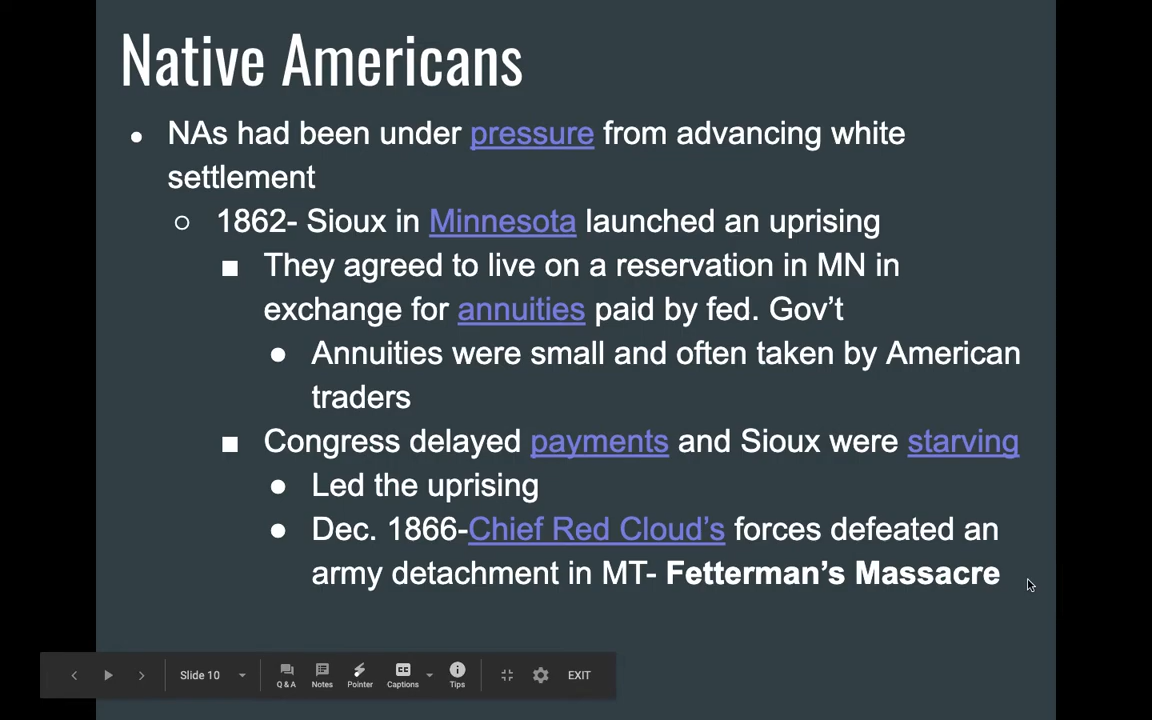 Native Americans
● NAs had been under pressure from advancing white
settlement
○ 1862- Sioux in Minnesota launched an uprising
■ They agreed to live on a reservation in MN in
exchange for annuities paid by fed. Gov’t
● Annuities were small and often taken by American
traders
■ Congress delayed payments and Sioux were starving
● Led the uprising
● Dec. 1866-Chief Red Cloud’s forces defeated an
army detachment in MT- Fetterman’s Massacre
Slide 10 Q&A Notes Pointer Captions Tips EXIT